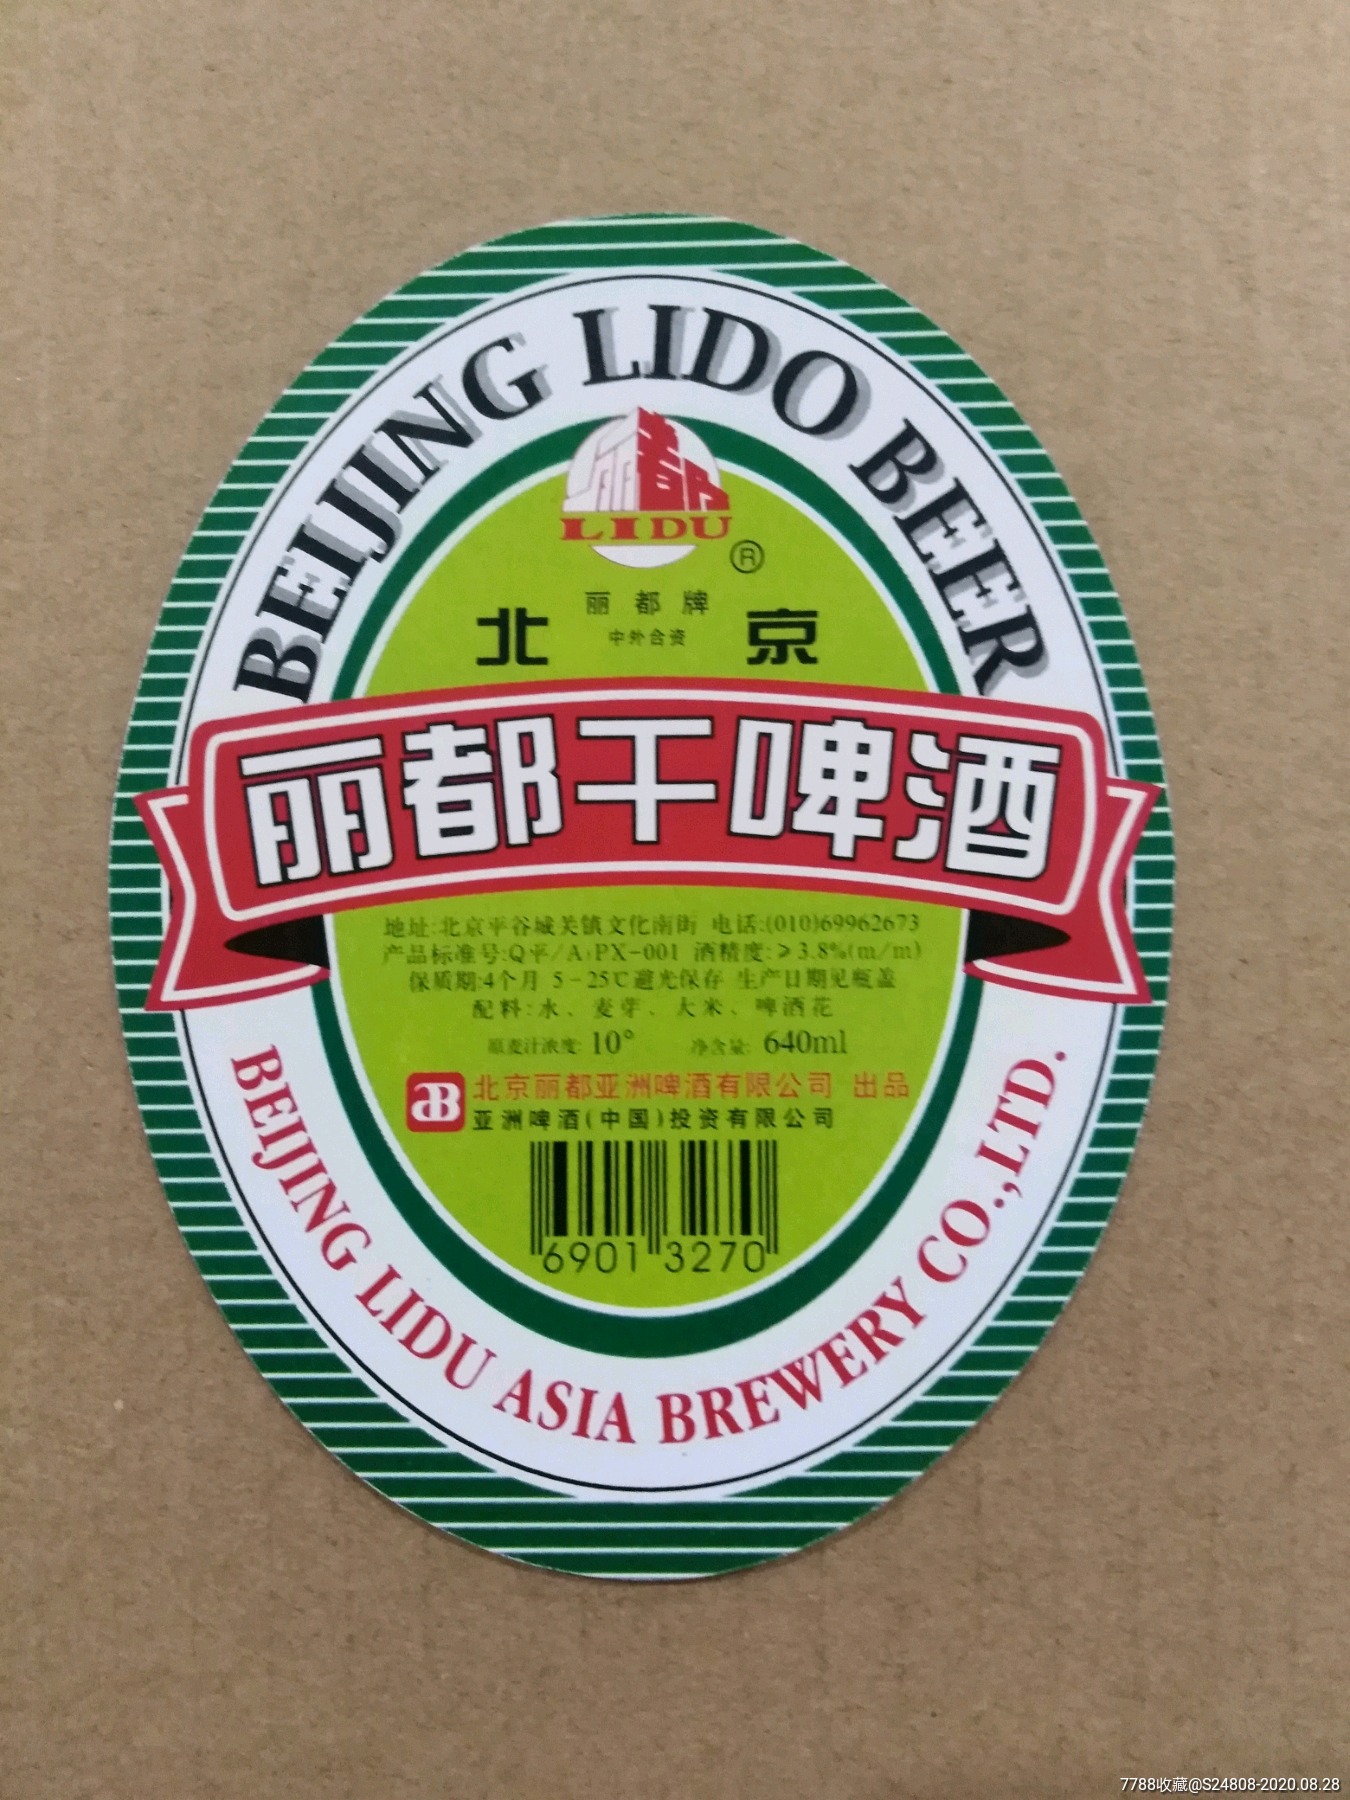 BEIJING LIDO BEER
丽都
LIDU
®
丽都牌
中外合资
北京
丽都干啤酒
地址:北京平谷城关镇文化南街 电话:(010)69962673
产品标准号:Q平/A,PX-001 酒精度:≥3.8%(m/m)
保质期:4个月 5-25℃避光保存 生产日期见瓶盖
配料:水、麦芽、大米、啤酒花
原麦汁浓度: 10° 净含量: 640ml
AB 北京丽都亚洲啤酒有限公司 出品
亚洲啤酒(中国)投资有限公司
6901 3270
BEIJING LIDU ASIA BREWERY CO.,LTD.
7788收藏@S24808-2020.08.28